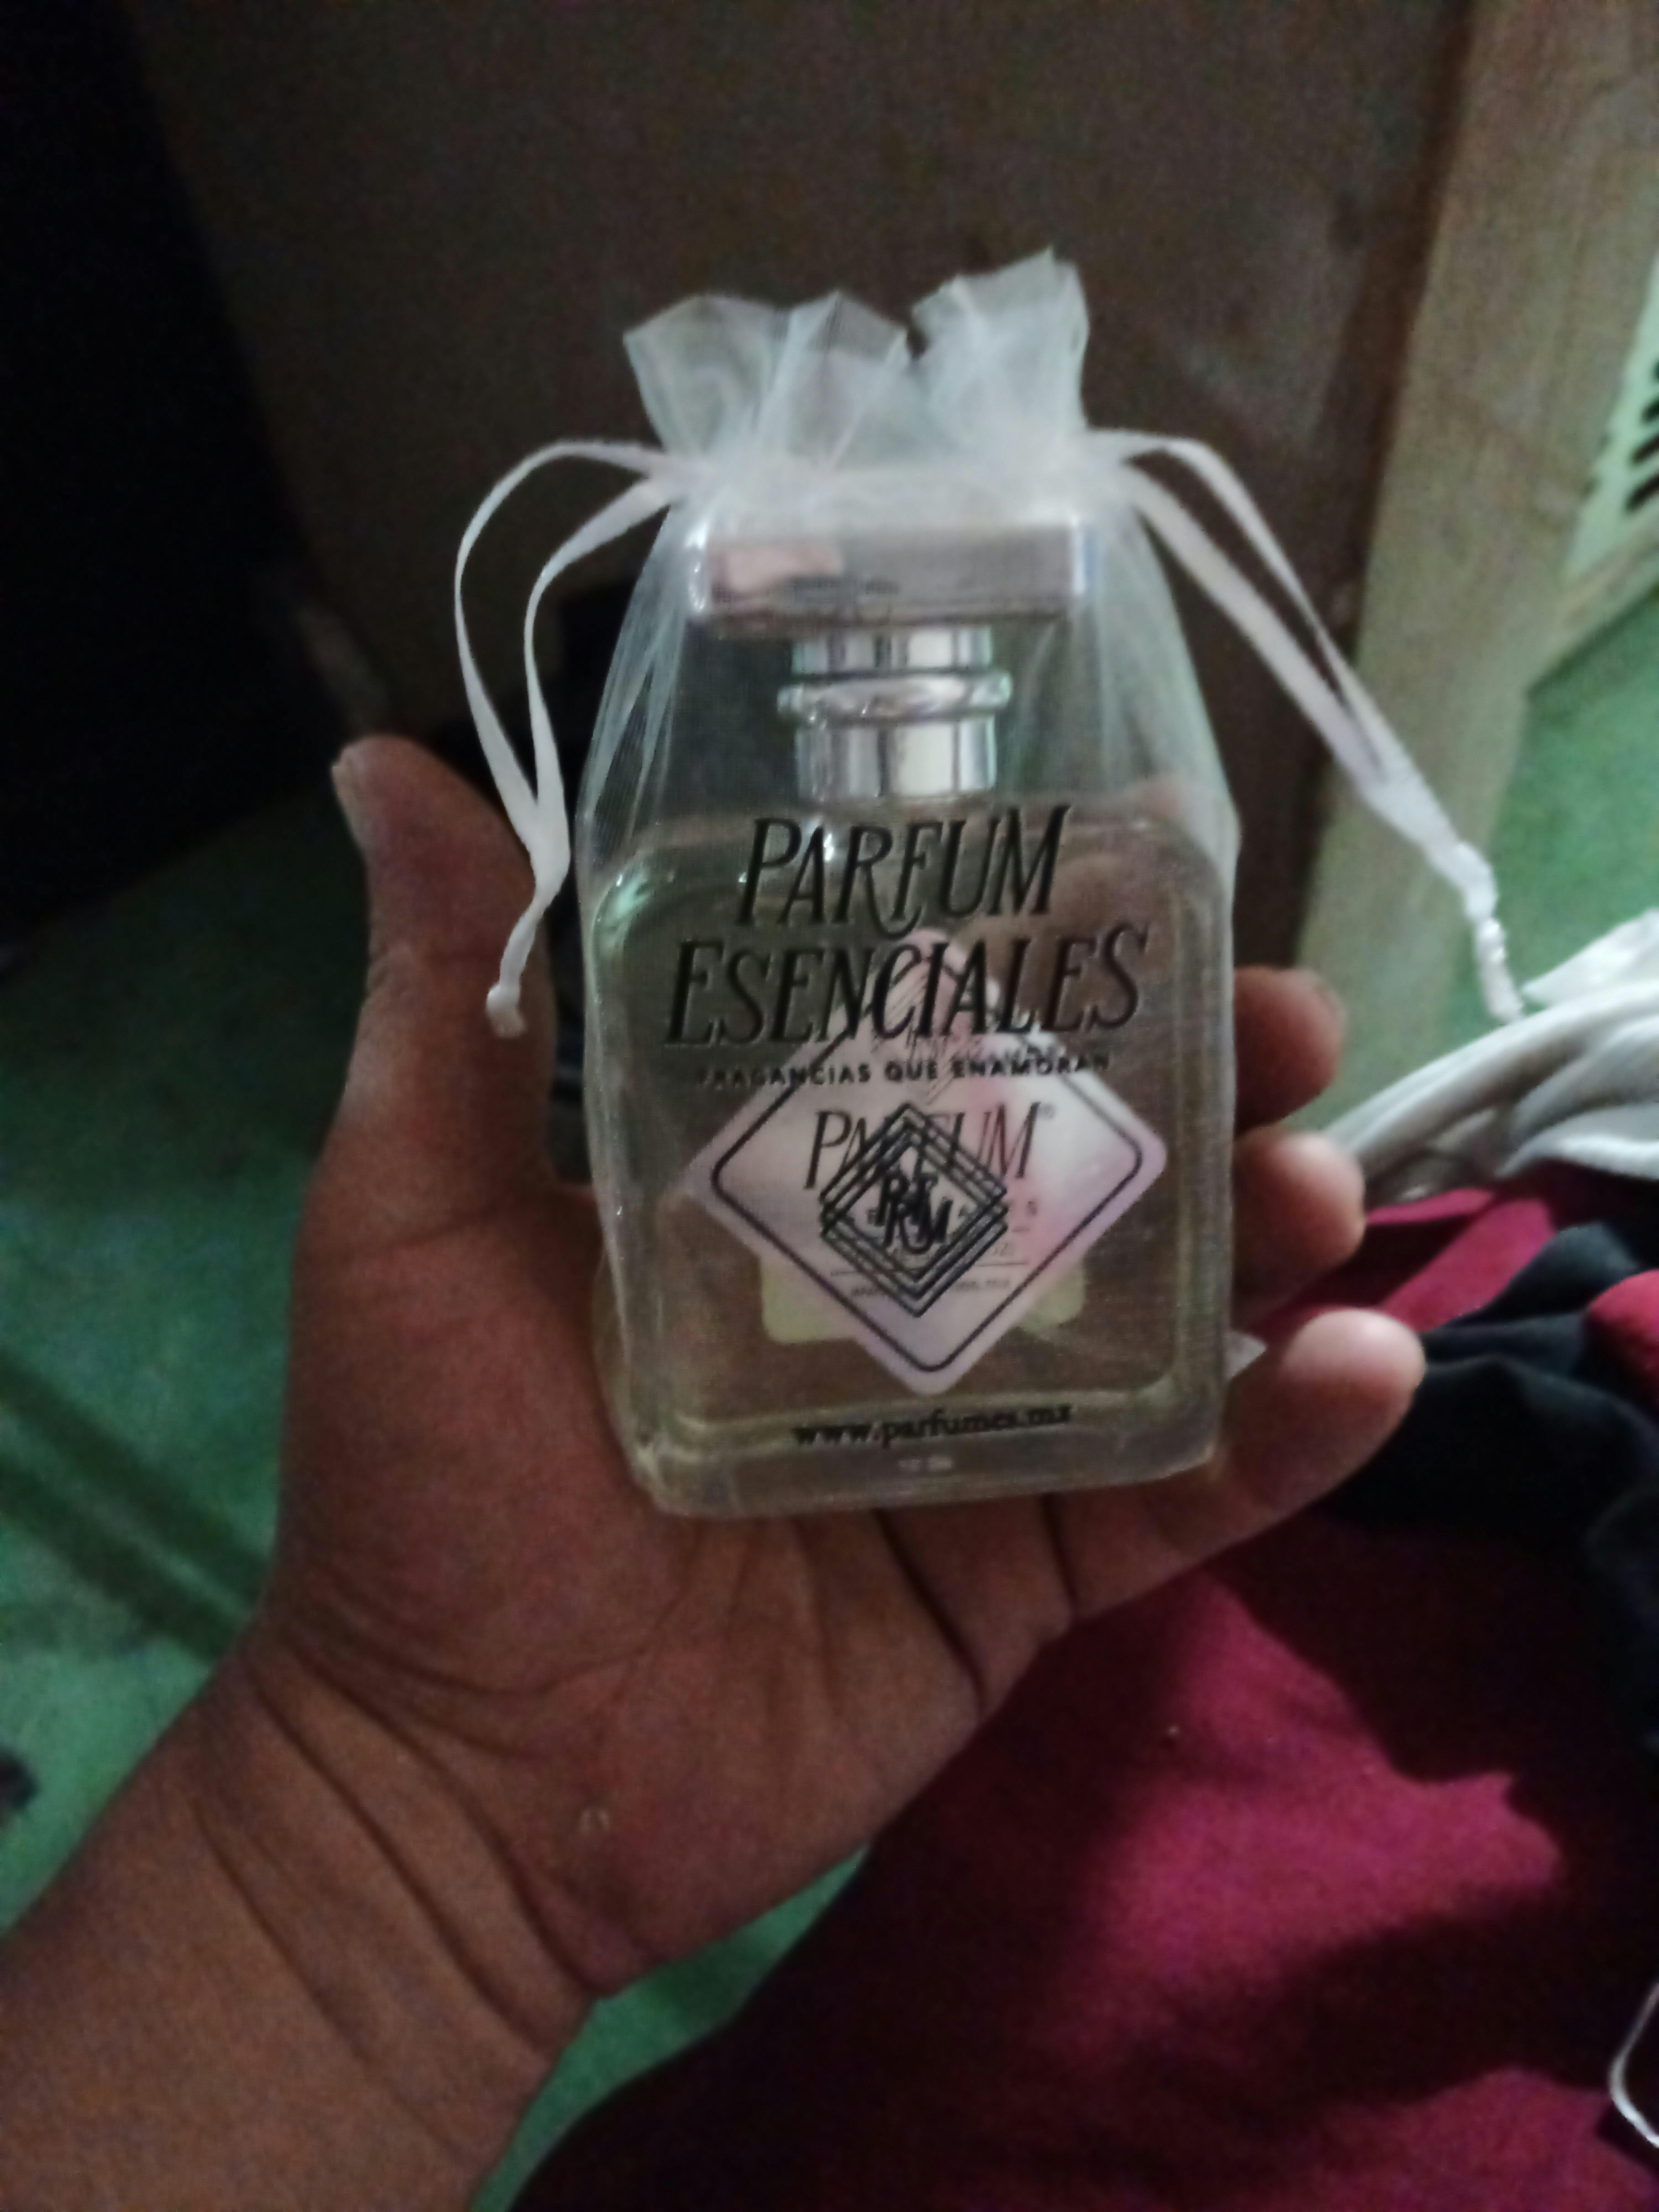 PARFUM
ESENCIALES
FRAGANCIAS QUE ENAMORAN
PARFUM
www.parfumes.mx